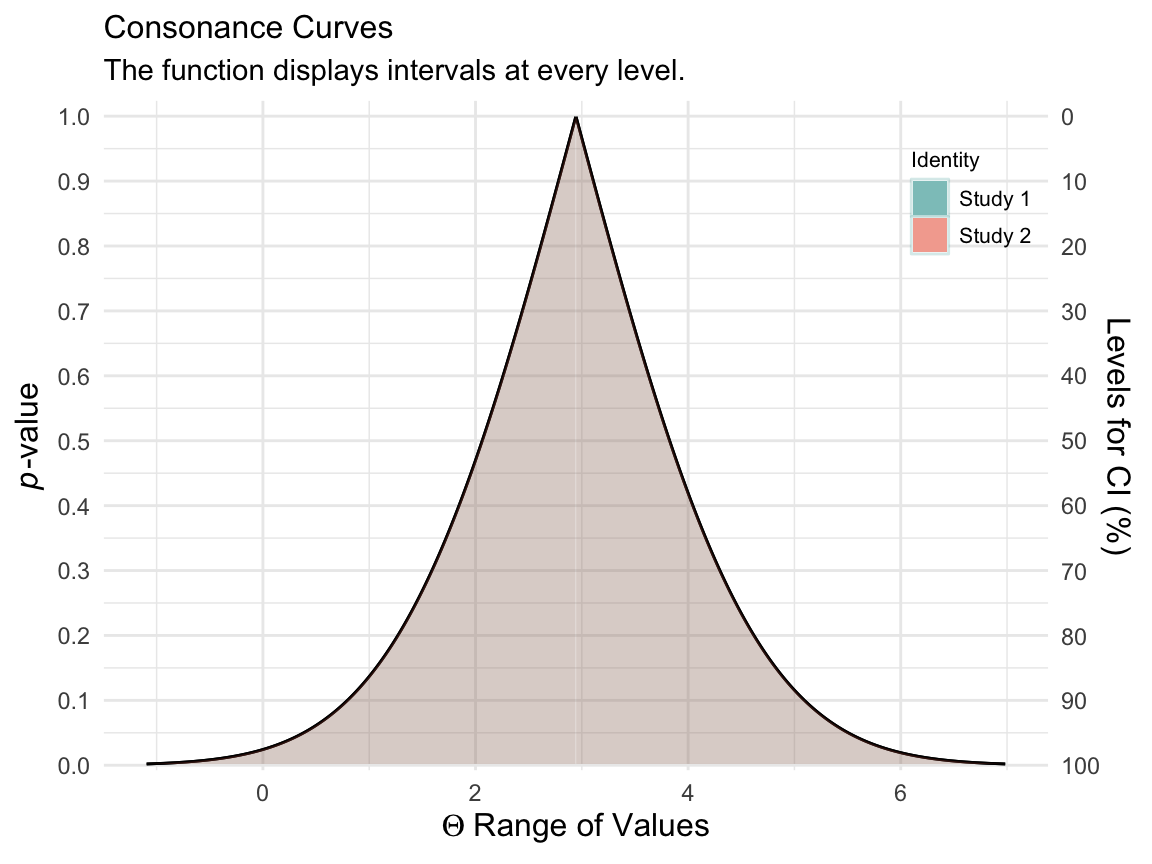 Consonance Curves
The function displays intervals at every level.
1.0
0.9
0.8
0.7
0.6
0.5
0.4
0.3
0.2
0.1
0.0
p-value
0
10
20
30
40
50
60
70
80
90
100
Levels for CI (%)
Identity
Study 1
Study 2
0 2 4 6
Θ Range of Values